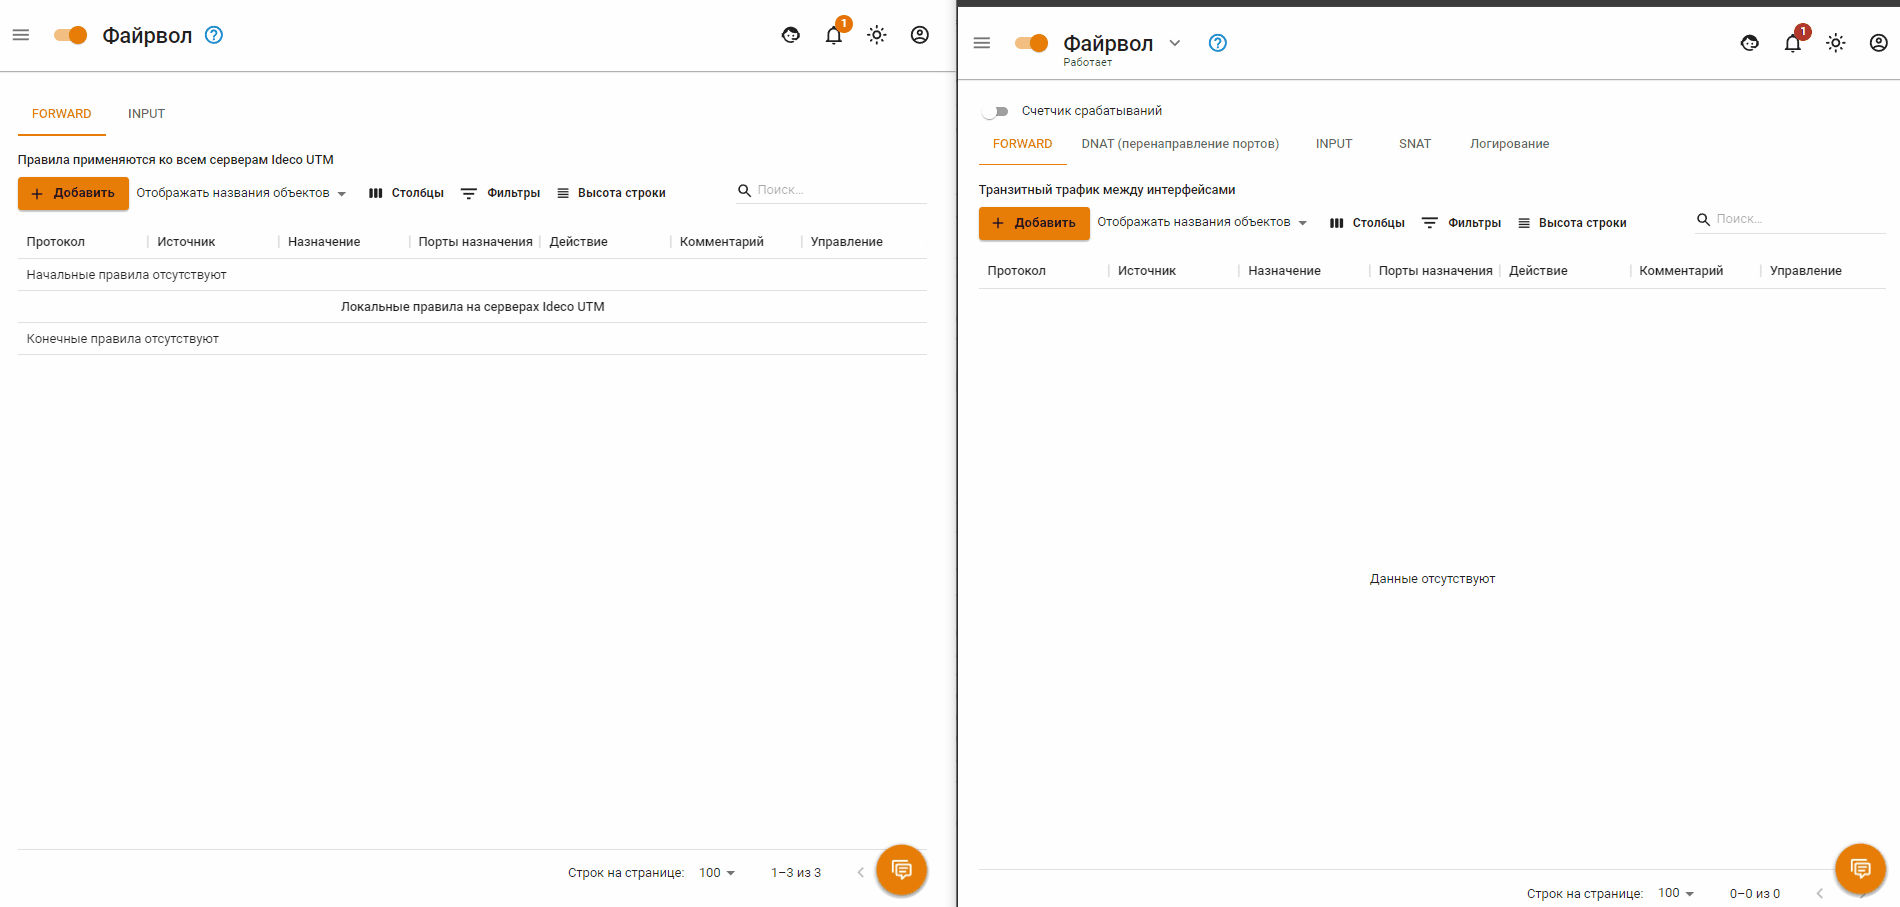 Файрвол
1
FORWARD
INPUT
Правила применяются ко всем серверам Ideco UTM
Добавить
Отображать названия объектов
Столбцы
Фильтры
Высота строки
Поиск...
Протокол
Источник
Назначение
Порты назначения
Действие
Комментарий
Управление
Начальные правила отсутствуют
Локальные правила на серверах Ideco UTM
Конечные правила отсутствуют
Строк на странице:
100
1–3 из 3
Файрвол
Работает
1
Счетчик срабатываний
FORWARD
DNAT (перенаправление портов)
INPUT
SNAT
Логирование
Транзитный трафик между интерфейсами
Добавить
Отображать названия объектов
Столбцы
Фильтры
Высота строки
Поиск...
Протокол
Источник
Назначение
Порты назначения
Действие
Комментарий
Управление
Данные отсутствуют
Строк на странице:
100
0–0 из 0